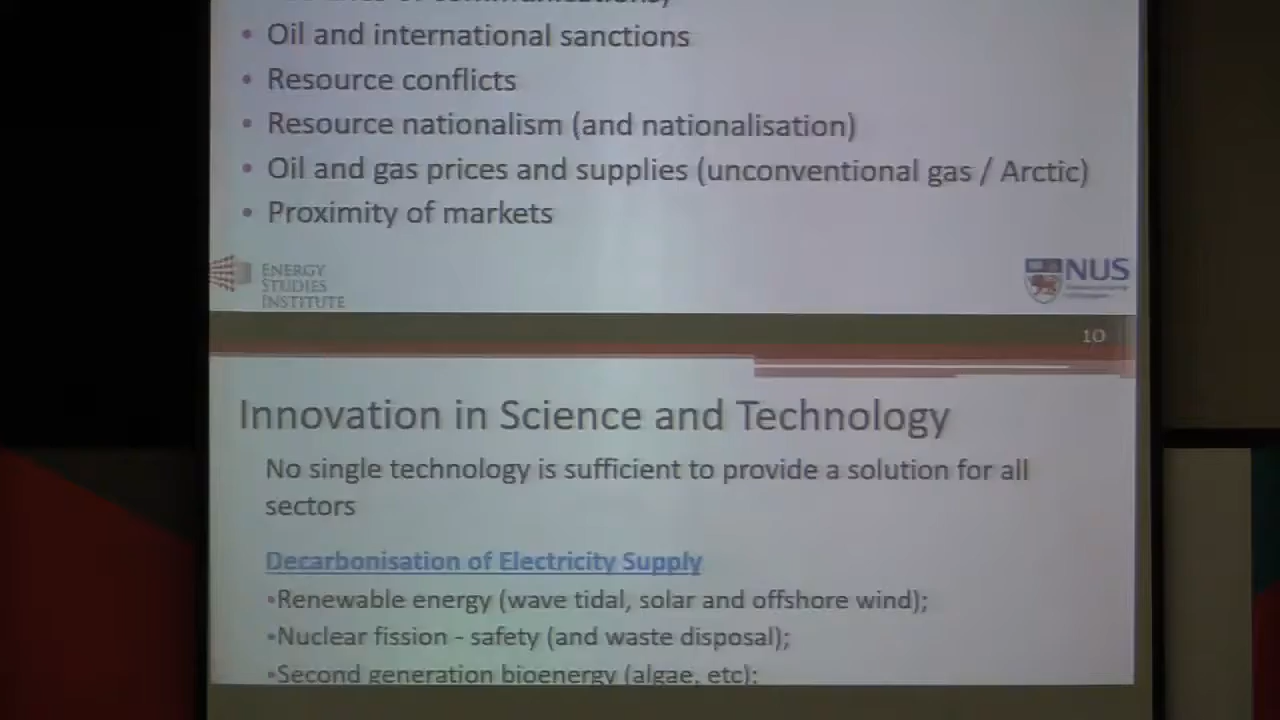 • Oil and international sanctions
• Resource conflicts
• Resource nationalism (and nationalisation)
• Oil and gas prices and supplies (unconventional gas / Arctic)
• Proximity of markets
ENERGY
STUDIES
INSTITUTE
NUS
10
Innovation in Science and Technology
No single technology is sufficient to provide a solution for all
sectors
Decarbonisation of Electricity Supply
•Renewable energy (wave tidal, solar and offshore wind);
•Nuclear fission - safety (and waste disposal);
•Second generation bioenergy (algae, etc);